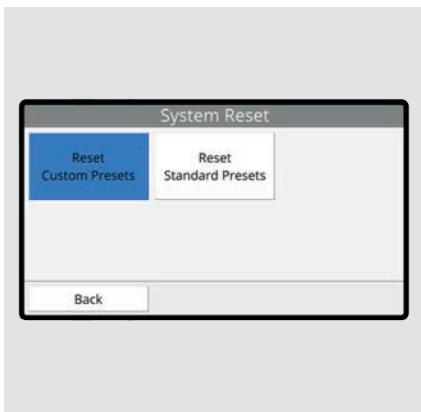 System Reset
Reset
Custom Presets
Reset
Standard Presets
Back